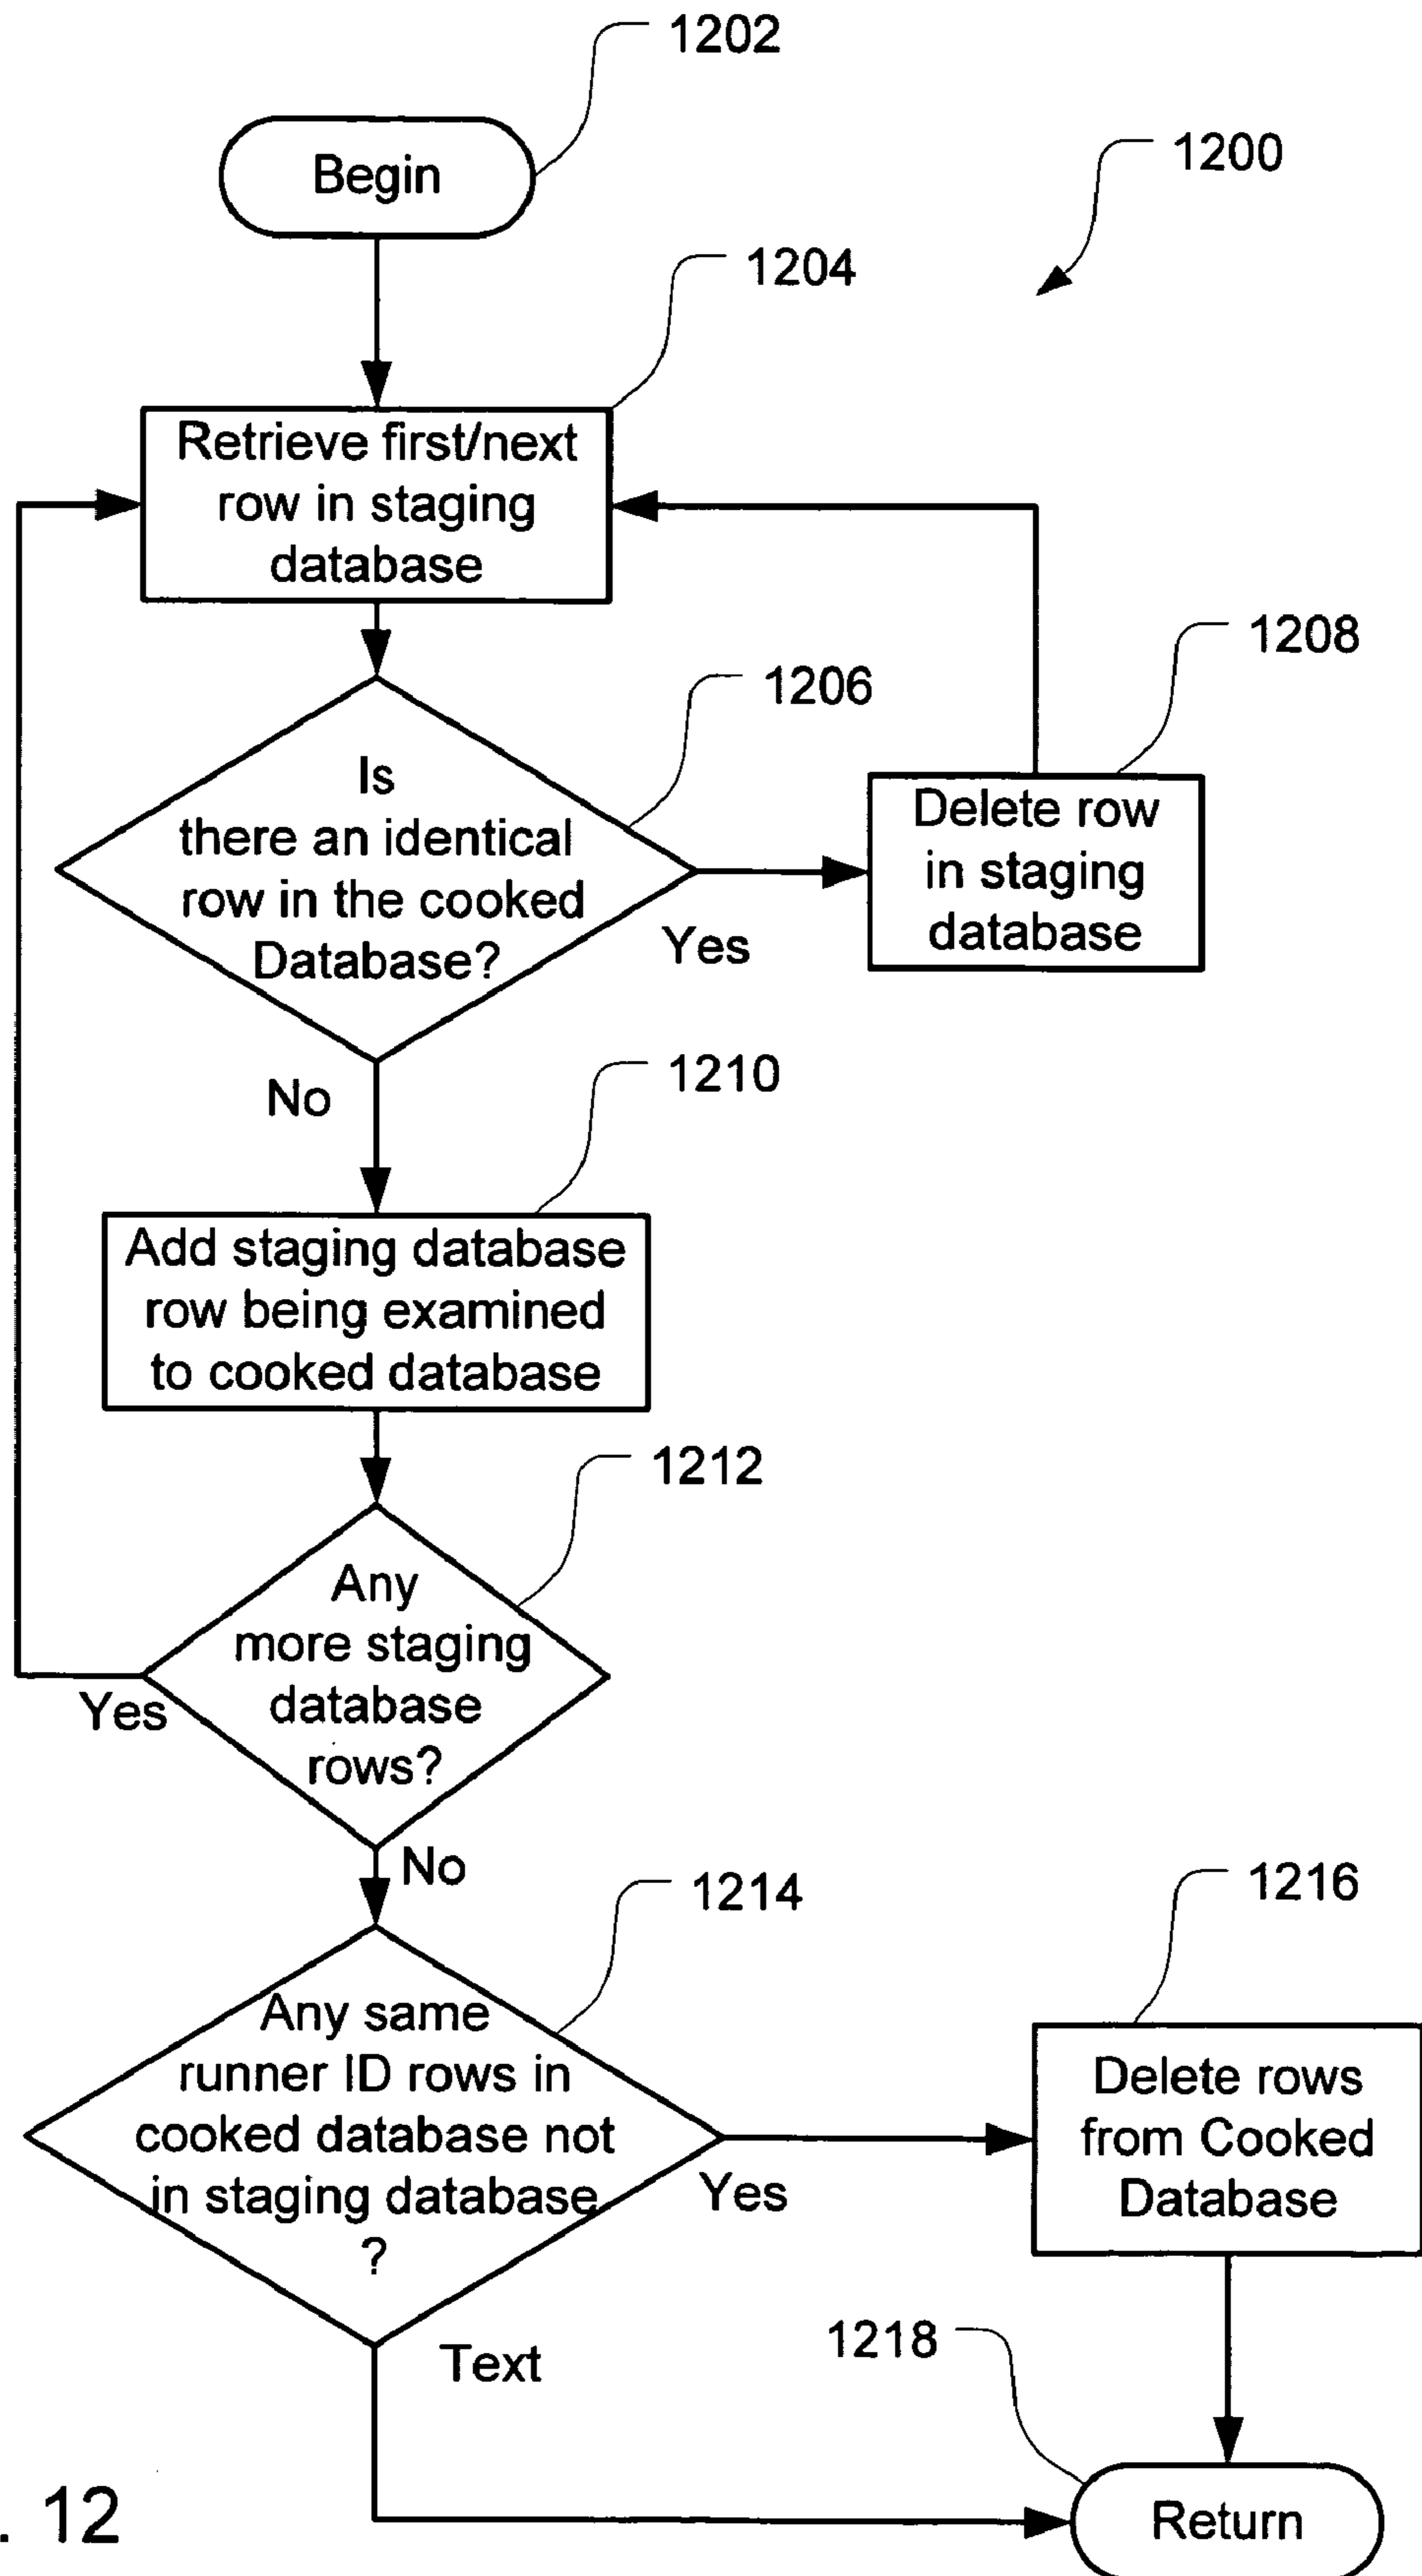 1202
Begin
1200
1204
Retrieve first/next
row in staging
database
1206
1208
Is
there an identical
row in the cooked
Database?
Yes
Delete row
in staging
database
No
1210
Add staging database
row being examined
to cooked database
1212
Any
more staging
database
rows?
Yes
No
1214
1216
Any same
runner ID rows in
cooked database not
in staging database
?
Yes
Delete rows
from Cooked
Database
Text
1218
Return
. 12